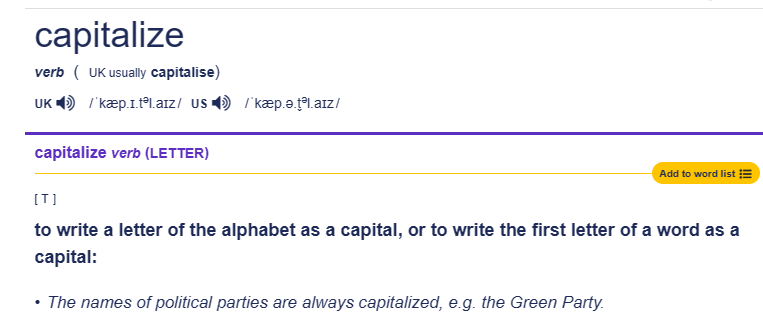 capitalize
verb ( UK usually capitalise)
UK /ˈkæp.ɪ.tᵊl.aɪz/ US /ˈkæp.ə.t̬ᵊl.aɪz/
capitalize verb (LETTER)
Add to word list
[ T ]
to write a letter of the alphabet as a capital, or to write the first letter of a word as a
capital:
• The names of political parties are always capitalized, e.g. the Green Party.